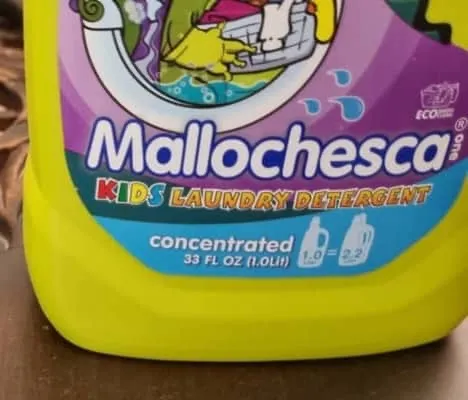 ECO
Mallochesca®
one
KIDS LAUNDRY DETERGENT
concentrated
33 FL OZ (1.0Lit)
1.0 = 2.2